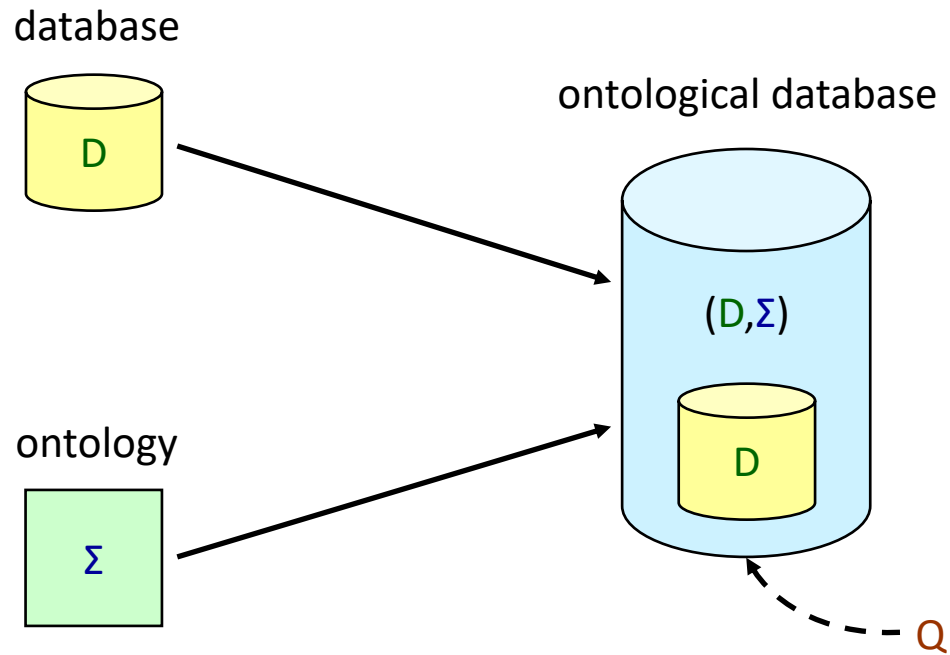 database
D
ontological database
(D,Σ)
D
ontology
Σ
Q